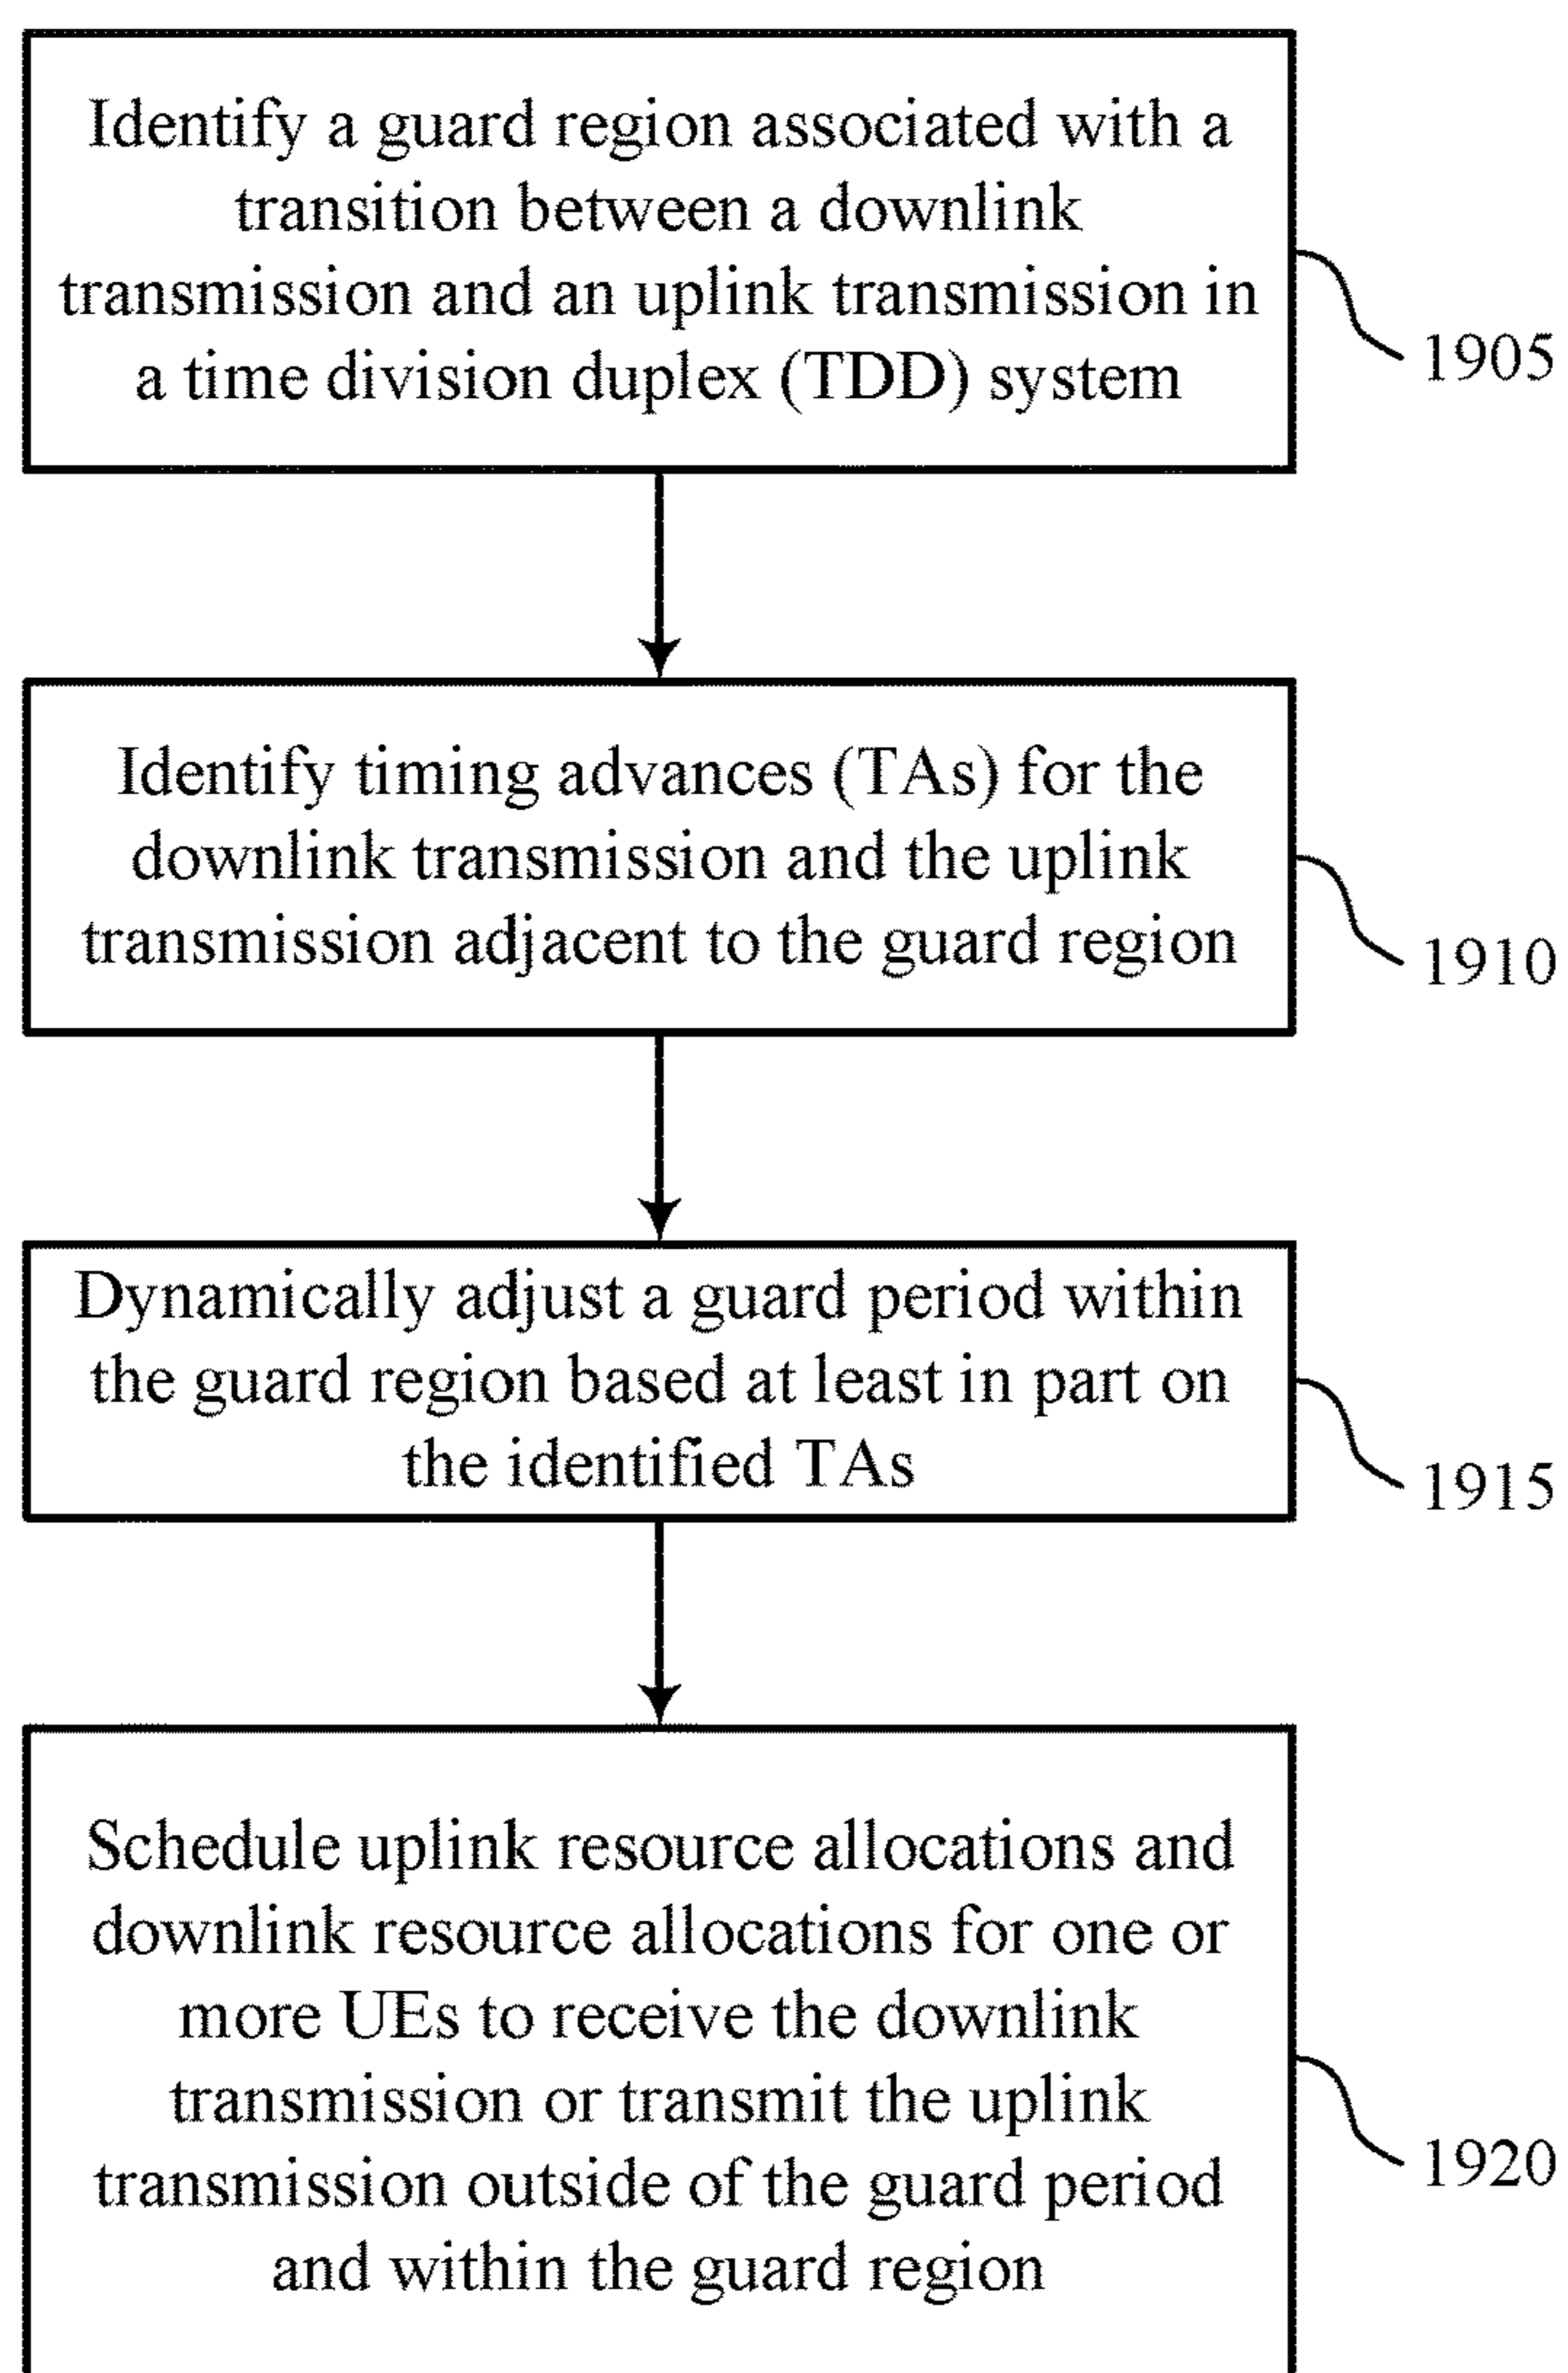 Identify a guard region associated with a
transition between a downlink
transmission and an uplink transmission in
a time division duplex (TDD) system
1905
Identify timing advances (TAs) for the
downlink transmission and the uplink
transmission adjacent to the guard region
1910
Dynamically adjust a guard period within
the guard region based at least in part on
the identified TAs
1915
Schedule uplink resource allocations and
downlink resource allocations for one or
more UEs to receive the downlink
transmission or transmit the uplink
transmission outside of the guard period
and within the guard region
1920